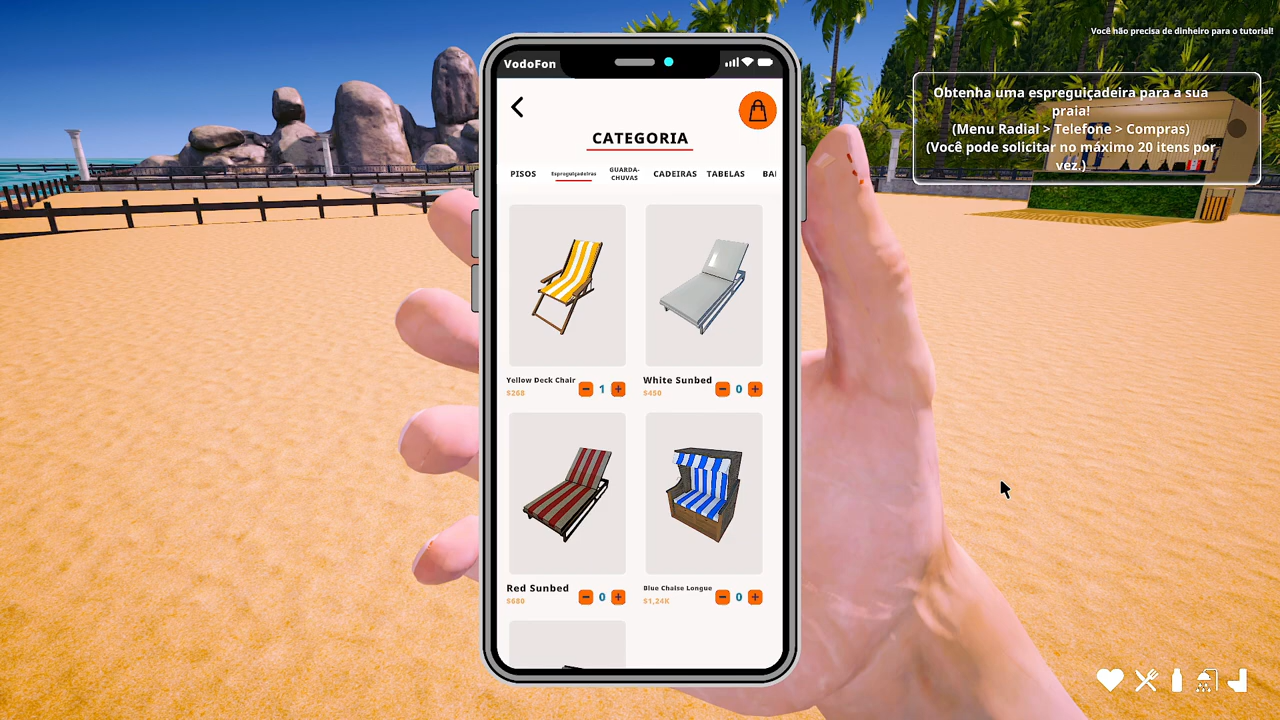 Você não precisa de dinheiro para o tutorial!
VodoFon
Obtenha uma espreguiçadeira para a sua
praia!
(Menu Radial > Telefone > Compras)
(Você pode solicitar no máximo 20 itens por
vez.)
CATEGORIA
PISOS
Espreguiçadeiras
GUARDA-
CHUVAS
CADEIRAS
TABELAS
BAI
Yellow Deck Chair
$268
1
White Sunbed
$450
0
Red Sunbed
$680
0
Blue Chaise Longue
$1,24K
0